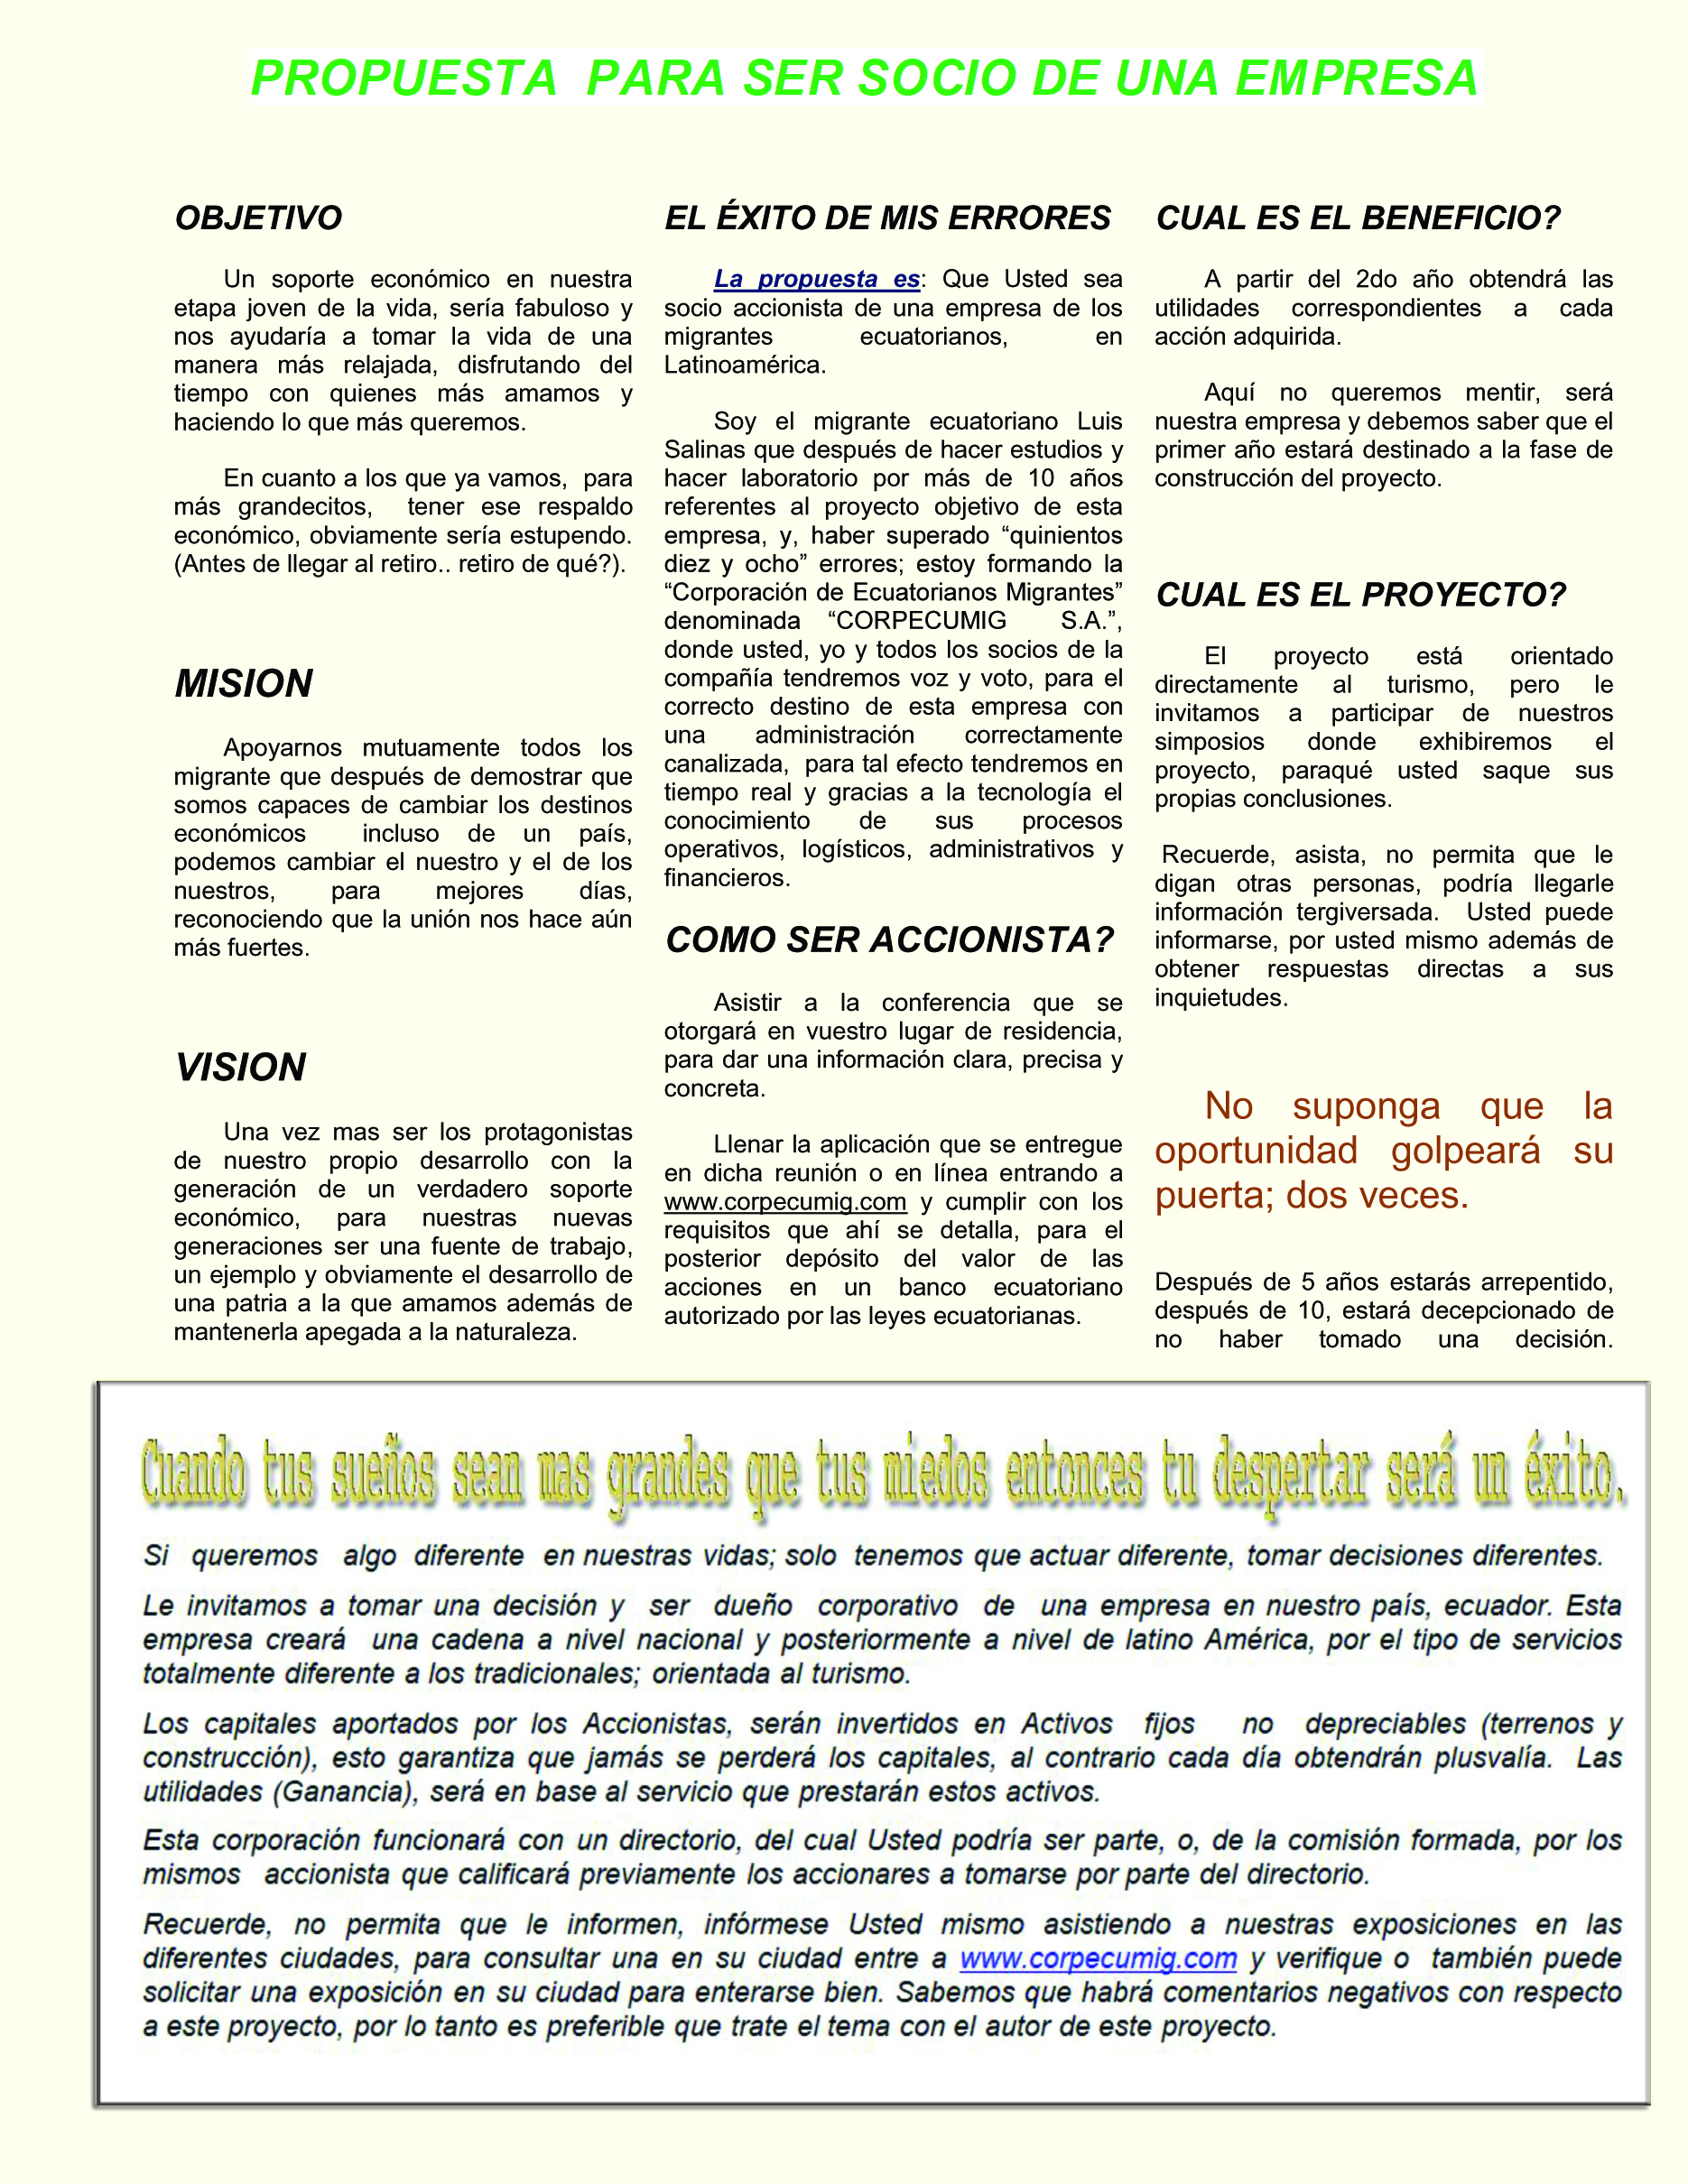 PROPUESTA PARA SER SOCIO DE UNA EMPRESA
OBJETIVO
Un soporte económico en nuestra
etapa joven de la vida, sería fabuloso y
nos ayudaría a tomar la vida de una
manera más relajada, disfrutando del
tiempo con quienes más amamos y
haciendo lo que más queremos.
En cuanto a los que ya vamos, para
más grandecitos, tener ese respaldo
económico, obviamente sería estupendo.
(Antes de llegar al retiro.. retiro de qué?).
MISION
Apoyarnos mutuamente todos los
migrante que después de demostrar que
somos capaces de cambiar los destinos
económicos incluso de un país,
podemos cambiar el nuestro y el de los
nuestros, para mejores días,
reconociendo que la unión nos hace aún
más fuertes.
VISION
Una vez mas ser los protagonistas
de nuestro propio desarrollo con la
generación de un verdadero soporte
económico, para nuestras nuevas
generaciones ser una fuente de trabajo,
un ejemplo y obviamente el desarrollo de
una patria a la que amamos además de
mantenerla apegada a la naturaleza.
EL ÉXITO DE MIS ERRORES
La propuesta es: Que Usted sea
socio accionista de una empresa de los
migrantes ecuatorianos, en
Latinoamérica.
Soy el migrante ecuatoriano Luis
Salinas que después de hacer estudios y
hacer laboratorio por más de 10 años
referentes al proyecto objetivo de esta
empresa, y, haber superado “quinientos
diez y ocho” errores; estoy formando la
“Corporación de Ecuatorianos Migrantes”
denominada “CORPECUMIG S.A.”,
donde usted, yo y todos los socios de la
compañía tendremos voz y voto, para el
correcto destino de esta empresa con
una administración correctamente
canalizada, para tal efecto tendremos en
tiempo real y gracias a la tecnología el
conocimiento de sus procesos
operativos, logísticos, administrativos y
financieros.
COMO SER ACCIONISTA?
Asistir a la conferencia que se
otorgará en vuestro lugar de residencia,
para dar una información clara, precisa y
concreta.
Llenar la aplicación que se entregue
en dicha reunión o en línea entrando a
www.corpecumig.com y cumplir con los
requisitos que ahí se detalla, para el
posterior depósito del valor de las
acciones en un banco ecuatoriano
autorizado por las leyes ecuatorianas.
CUAL ES EL BENEFICIO?
A partir del 2do año obtendrá las
utilidades correspondientes a cada
acción adquirida.
Aquí no queremos mentir, será
nuestra empresa y debemos saber que el
primer año estará destinado a la fase de
construcción del proyecto.
CUAL ES EL PROYECTO?
El proyecto está orientado
directamente al turismo, pero le
invitamos a participar de nuestros
simposios donde exhibiremos el
proyecto, paraqué usted saque sus
propias conclusiones.
Recuerde, asista, no permita que le
digan otras personas, podría llegarle
información tergiversada. Usted puede
informarse, por usted mismo además de
obtener respuestas directas a sus
inquietudes.
No suponga que la
oportunidad golpeará su
puerta; dos veces.
Después de 5 años estarás arrepentido,
después de 10, estará decepcionado de
no haber tomado una decisión.
Cuando tus sueños sean mas grandes que tus miedos entonces tu despertar será un éxito.
Si queremos algo diferente en nuestras vidas; solo tenemos que actuar diferente, tomar decisiones diferentes.
Le invitamos a tomar una decisión y ser dueño corporativo de una empresa en nuestro país, ecuador. Esta
empresa creará una cadena a nivel nacional y posteriormente a nivel de latino América, por el tipo de servicios
totalmente diferente a los tradicionales; orientada al turismo.
Los capitales aportados por los Accionistas, serán invertidos en Activos fijos no depreciables (terrenos y
construcción), esto garantiza que jamás se perderá los capitales, al contrario cada día obtendrán plusvalía. Las
utilidades (Ganancia), será en base al servicio que prestarán estos activos.
Esta corporación funcionará con un directorio, del cual Usted podría ser parte, o, de la comisión formada, por los
mismos accionista que calificará previamente los accionares a tomarse por parte del directorio.
Recuerde, no permita que le informen, infórmese Usted mismo asistiendo a nuestras exposiciones en las
diferentes ciudades, para consultar una en su ciudad entre a www.corpecumig.com y verifique o también puede
solicitar una exposición en su ciudad para enterarse bien. Sabemos que habrá comentarios negativos con respecto
a este proyecto, por lo tanto es preferible que trate el tema con el autor de este proyecto.